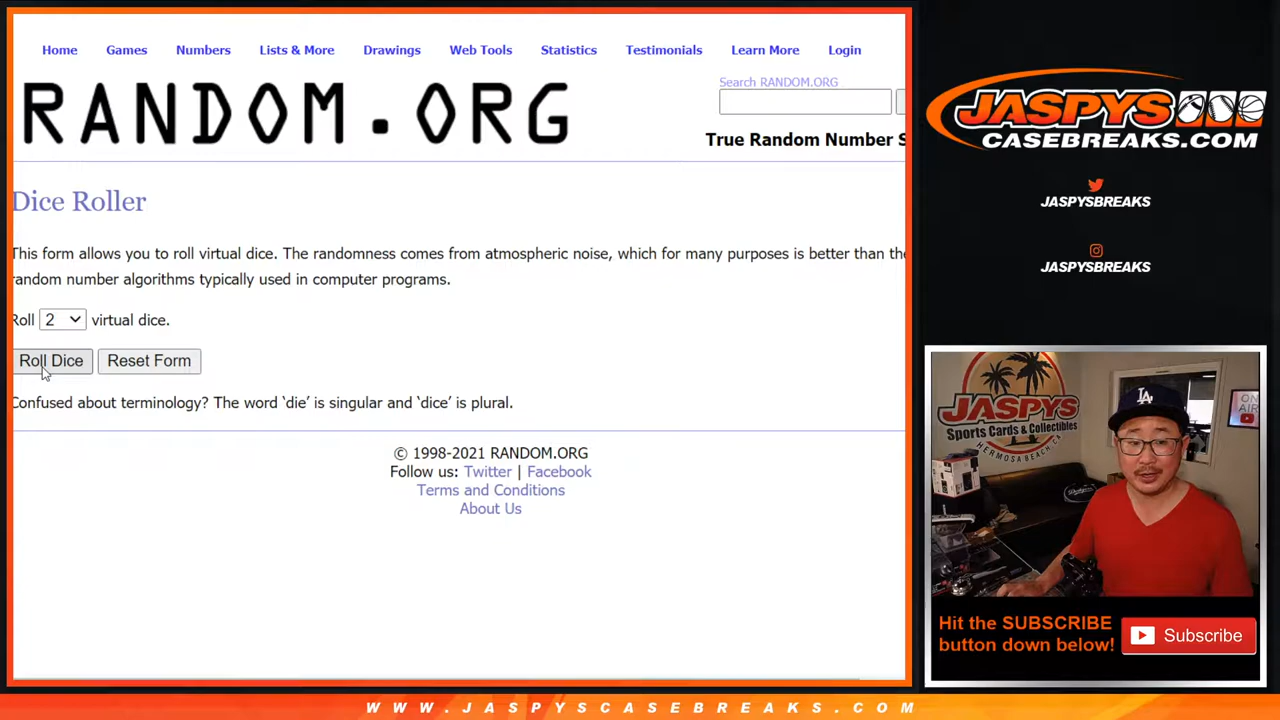 Home Games Numbers Lists & More Drawings Web Tools Statistics Testimonials Learn More Login
RANDOM.ORG
Search RANDOM.ORG
True Random Number S
Dice Roller
This form allows you to roll virtual dice. The randomness comes from atmospheric noise, which for many purposes is better than the
random number algorithms typically used in computer programs.
Roll 2 virtual dice.
Roll Dice Reset Form
Confused about terminology? The word ‘die’ is singular and ‘dice’ is plural.
© 1998-2021 RANDOM.ORG
Follow us: Twitter | Facebook
Terms and Conditions
About Us
JASPYS
CASEBREAKS.COM
JASPYSBREAKS
JASPYSBREAKS
JASPYS
Sports Cards & Collectibles
HERMOSA BEACH, CA
LA
ON
AIR
Dodgers
Hit the SUBSCRIBE
button down below!
Subscribe
WWW.JASPYSCASEBREAKS.COM